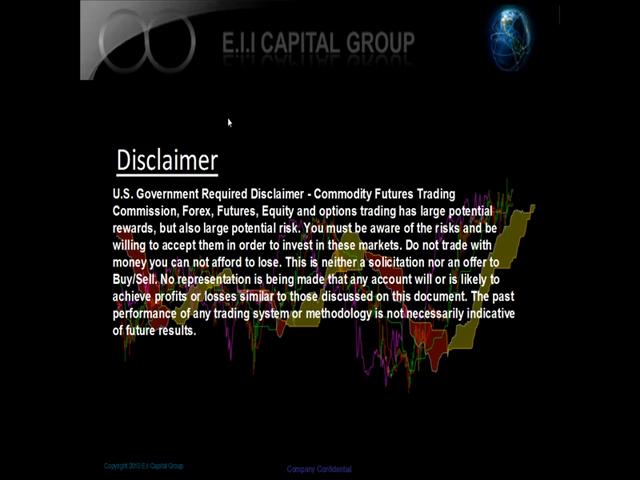 E.I.I CAPITAL GROUP
Disclaimer
U.S. Government Required Disclaimer - Commodity Futures Trading
Commission, Forex, Futures, Equity and options trading has large potential
rewards, but also large potential risk. You must be aware of the risks and be
willing to accept them in order to invest in these markets. Do not trade with
money you can not afford to lose. This is neither a solicitation nor an offer to
Buy/Sell. No representation is being made that any account will or is likely to
achieve profits or losses similar to those discussed on this document. The past
performance of any trading system or methodology is not necessarily indicative
of future results.
Copyright 2010 E.I.I Capital Group
Company Confidential